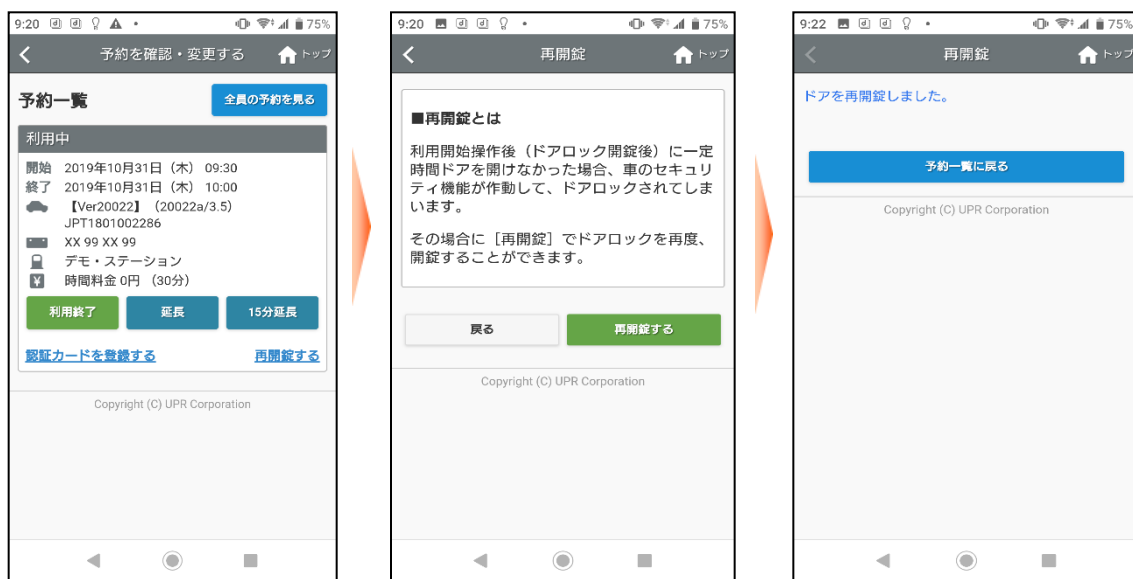 9:20 75%
予約を確認・変更する トップ
予約一覧 全員の予約を見る
利用中
開始 2019年10月31日（木） 09:30
終了 2019年10月31日（木） 10:00
【Ver20022】（20022a/3.5）
JPT1801002286
XX 99 XX 99
デモ・ステーション
¥ 時間料金 0円 （30分）
利用終了 延長 15分延長
認証カードを登録する 再開錠する
Copyright (C) UPR Corporation
9:20 75%
再開錠 トップ
■再開錠とは
利用開始操作後（ドアロック開錠後）に一定
時間ドアを開けなかった場合、車のセキュリ
ティ機能が作動して、ドアロックされてしま
います。
その場合に［再開錠］でドアロックを再度、
開錠することができます。
戻る 再開錠する
Copyright (C) UPR Corporation
9:22 75%
再開錠 トップ
ドアを再開錠しました。
予約一覧に戻る
Copyright (C) UPR Corporation